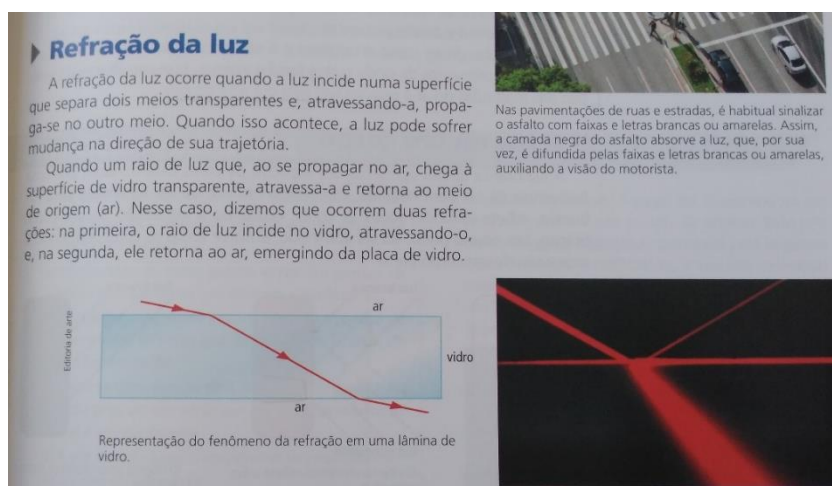 Refração da luz
A refração da luz ocorre quando a luz incide numa superfície
que separa dois meios transparentes e, atravessando-a, propa-
ga-se no outro meio. Quando isso acontece, a luz pode sofrer
mudança na direção de sua trajetória.
Quando um raio de luz que, ao se propagar no ar, chega à
superfície de vidro transparente, atravessa-a e retorna ao meio
de origem (ar). Nesse caso, dizemos que ocorrem duas refra-
ções: na primeira, o raio de luz incide no vidro, atravessando-o,
e, na segunda, ele retorna ao ar, emergindo da placa de vidro.
Nas pavimentações de ruas e estradas, é habitual sinalizar
o asfalto com faixas e letras brancas ou amarelas. Assim,
a camada negra do asfalto absorve a luz, que, por sua
vez, é difundida pelas faixas e letras brancas ou amarelas,
auxiliando a visão do motorista.
Editoria de arte
ar
vidro
ar
Representação do fenômeno da refração em uma lâmina de
vidro.